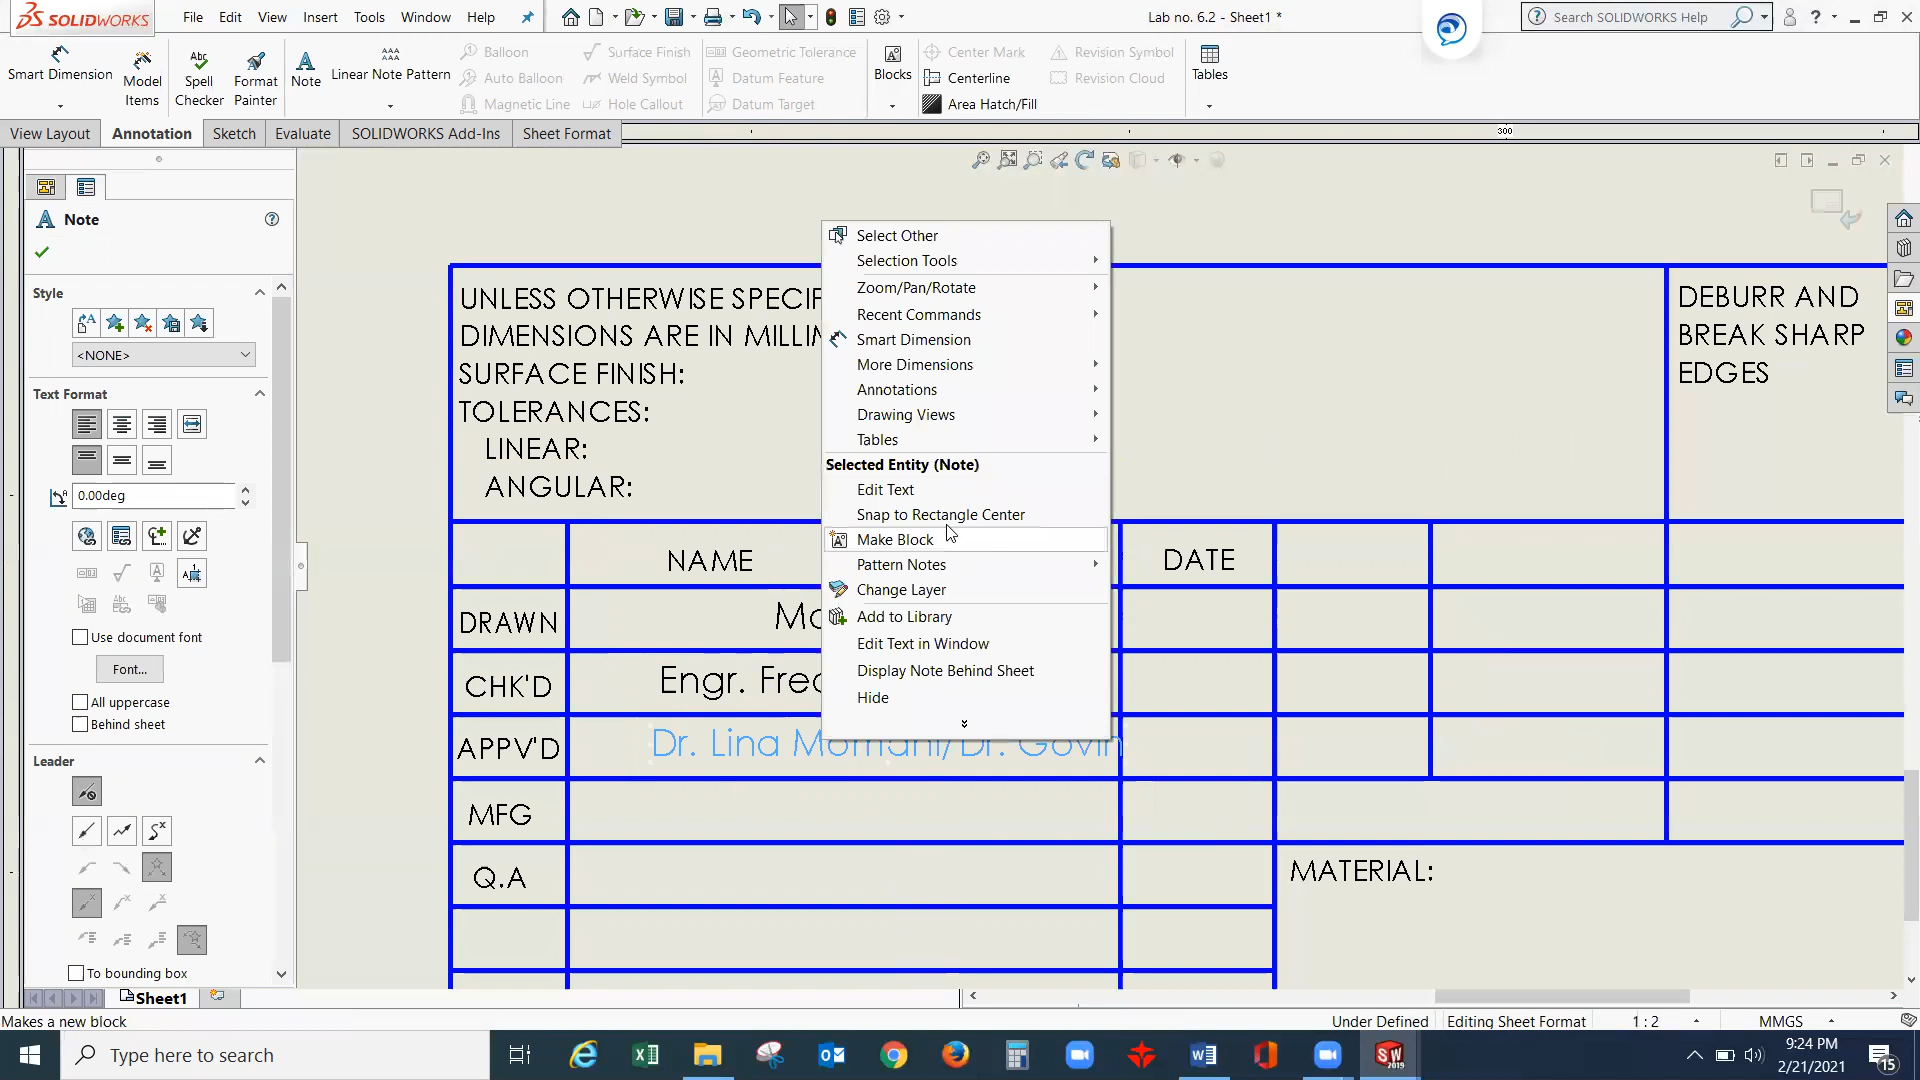 SOLIDWORKS
File Edit View Insert Tools Window Help
Lab no. 6.2 - Sheet1 *
Search SOLIDWORKS Help
Smart Dimension
Model Items
Spell Checker
Format Painter
Note
Linear Note Pattern
Balloon
Auto Balloon
Magnetic Line
Surface Finish
Weld Symbol
Hole Callout
Geometric Tolerance
Datum Feature
Datum Target
Blocks
Center Mark
Centerline
Area Hatch/Fill
Revision Symbol
Revision Cloud
Tables
View Layout Annotation Sketch Evaluate SOLIDWORKS Add-Ins Sheet Format
300
Note
Style
<NONE>
Text Format
0.00deg
Use document font
Font...
All uppercase
Behind sheet
Leader
To bounding box
Select Other
Selection Tools
Zoom/Pan/Rotate
Recent Commands
Smart Dimension
More Dimensions
Annotations
Drawing Views
Tables
Selected Entity (Note)
Edit Text
Snap to Rectangle Center
Make Block
Pattern Notes
Change Layer
Add to Library
Edit Text in Window
Display Note Behind Sheet
Hide
UNLESS OTHERWISE SPECIF
DIMENSIONS ARE IN MILLIM
SURFACE FINISH:
TOLERANCES:
LINEAR:
ANGULAR:
DEBURR AND
BREAK SHARP
EDGES
NAME DATE
DRAWN
CHK'D Engr. Fred
APPV'D Dr. Lina Momani/Dr. Govin
MFG
Q.A MATERIAL:
Sheet1
Makes a new block
Under Defined Editing Sheet Format 1 : 2 MMGS
Type here to search
SW 2019
9:24 PM
2/21/2021
15